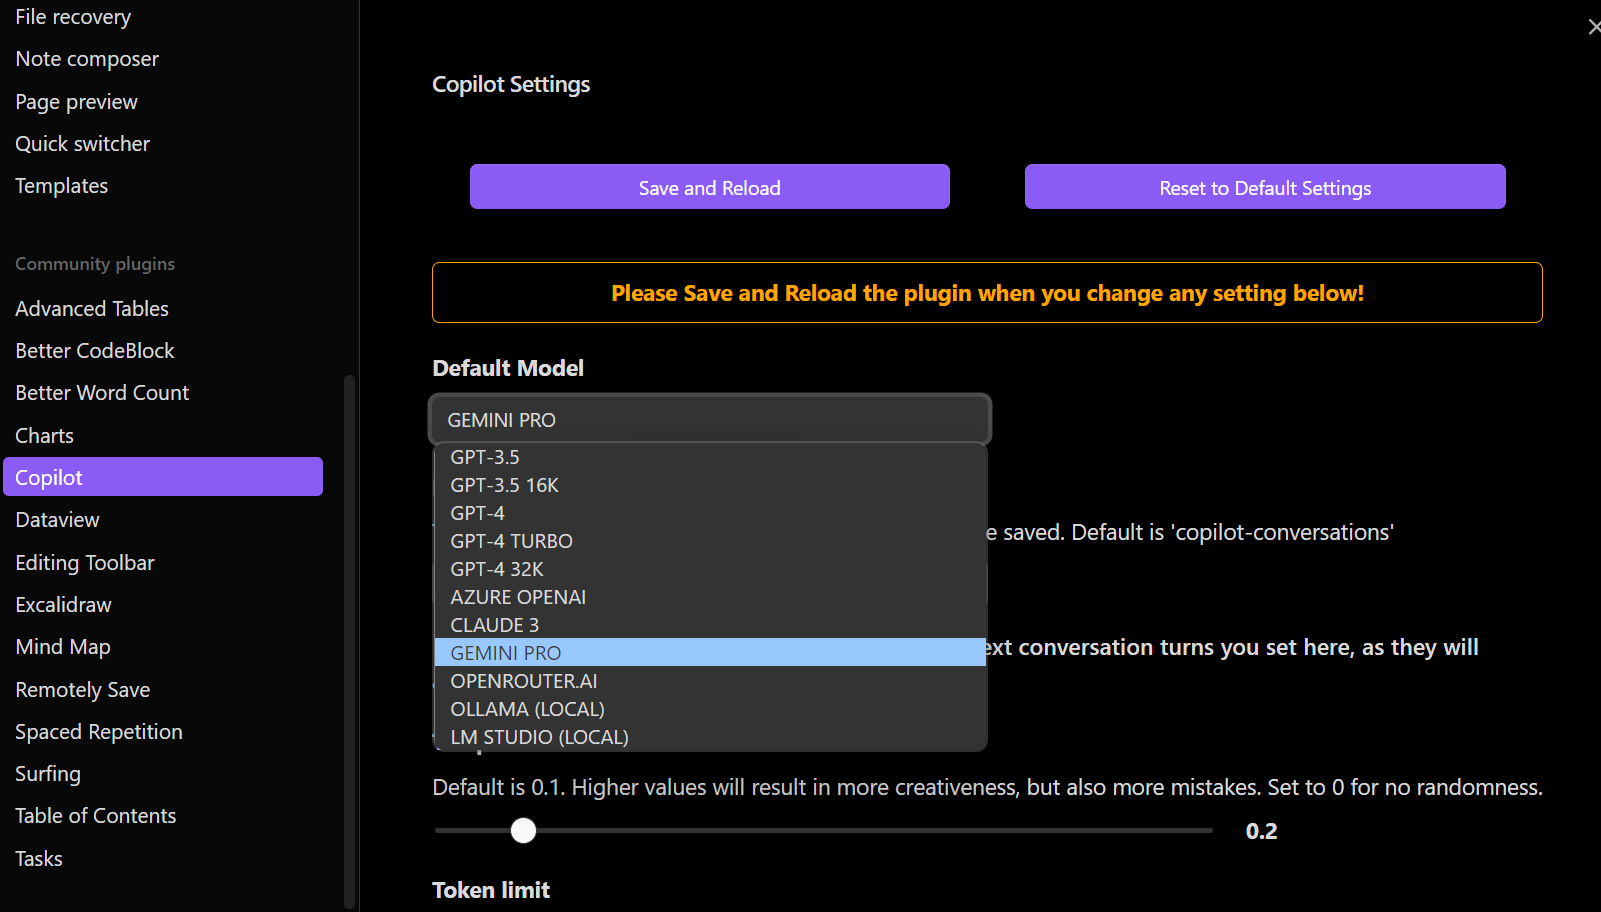 File recovery
Note composer
Page preview
Quick switcher
Templates
Community plugins
Advanced Tables
Better CodeBlock
Better Word Count
Charts
Copilot
Dataview
Editing Toolbar
Excalidraw
Mind Map
Remotely Save
Spaced Repetition
Surfing
Table of Contents
Tasks
Copilot Settings
Save and Reload
Reset to Default Settings
Please Save and Reload the plugin when you change any setting below!
Default Model
GEMINI PRO
GPT-3.5
GPT-3.5 16K
GPT-4
GPT-4 TURBO
GPT-4 32K
AZURE OPENAI
CLAUDE 3
GEMINI PRO
OPENROUTER.AI
OLLAMA (LOCAL)
LM STUDIO (LOCAL)
saved. Default is 'copilot-conversations'
conversation turns you set here, as they will
Default is 0.1. Higher values will result in more creativeness, but also more mistakes. Set to 0 for no randomness.
0.2
Token limit